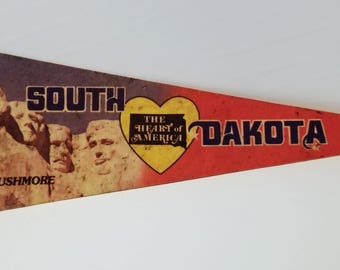 SOUTH
THE
HEART of
AMERICA
DAKOTA
USHMORE